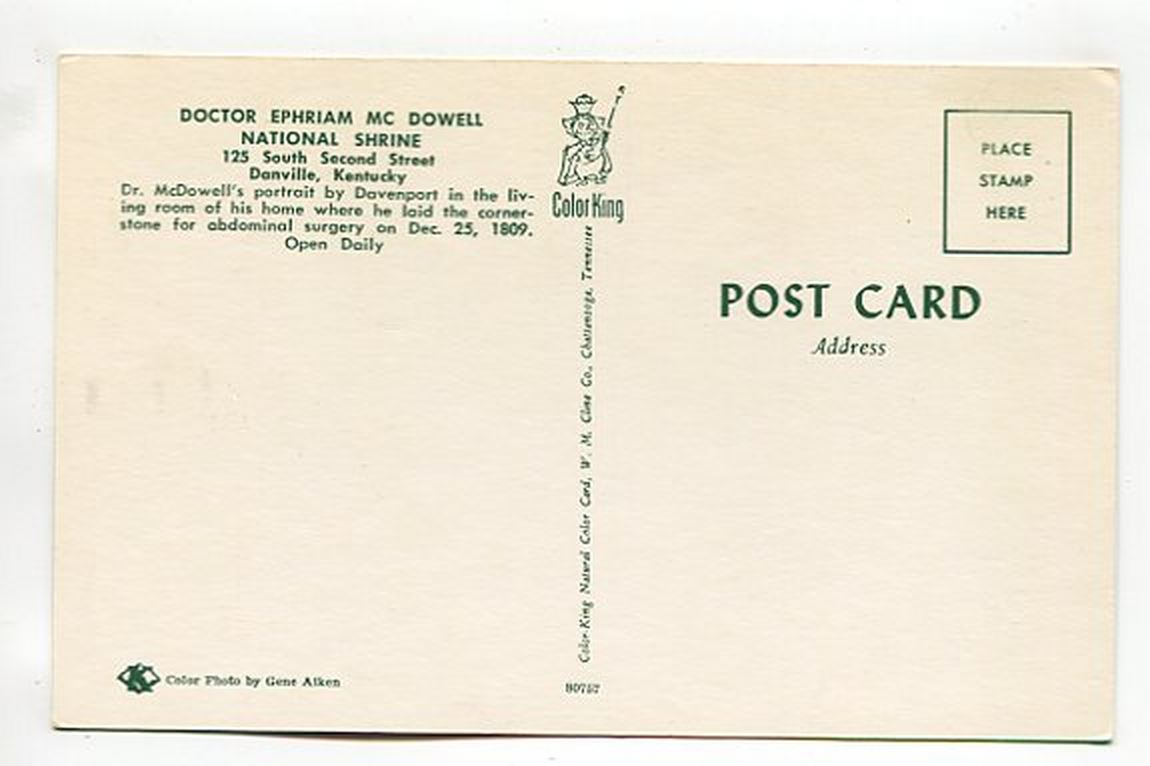 DOCTOR EPHRIAM MC DOWELL
NATIONAL SHRINE
125 South Second Street
Danville, Kentucky
Dr. McDowell's portrait by Davenport in the liv-
ing room of his home where he laid the corner-
stone for abdominal surgery on Dec. 25, 1809.
Open Daily
Color King
Color-King Natural Color Card, W. M. Cline Co., Chattanooga, Tennessee
PLACE
STAMP
HERE
POST CARD
Address
K
Color Photo by Gene Aiken
80757